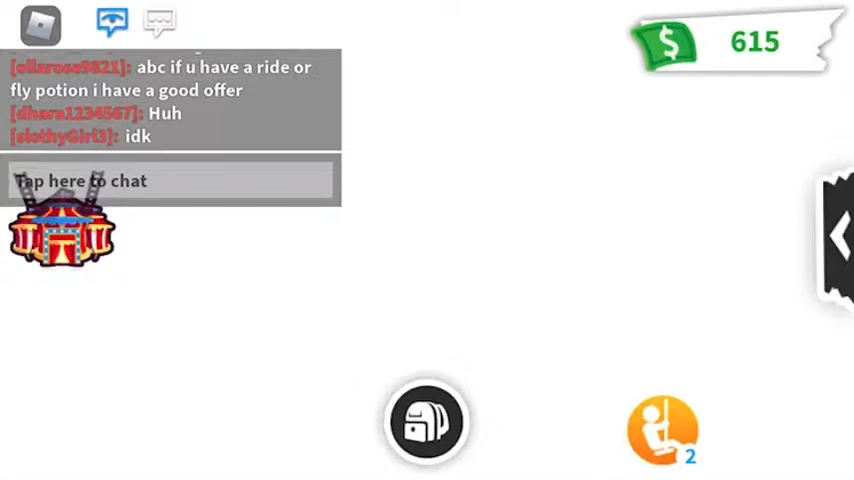 [ellarosa9821]: abc if u have a ride or
fly potion i have a good offer
[dhara1234567]: Huh
[slothyGirl3]: idk
Tap here to chat
$ 615
2